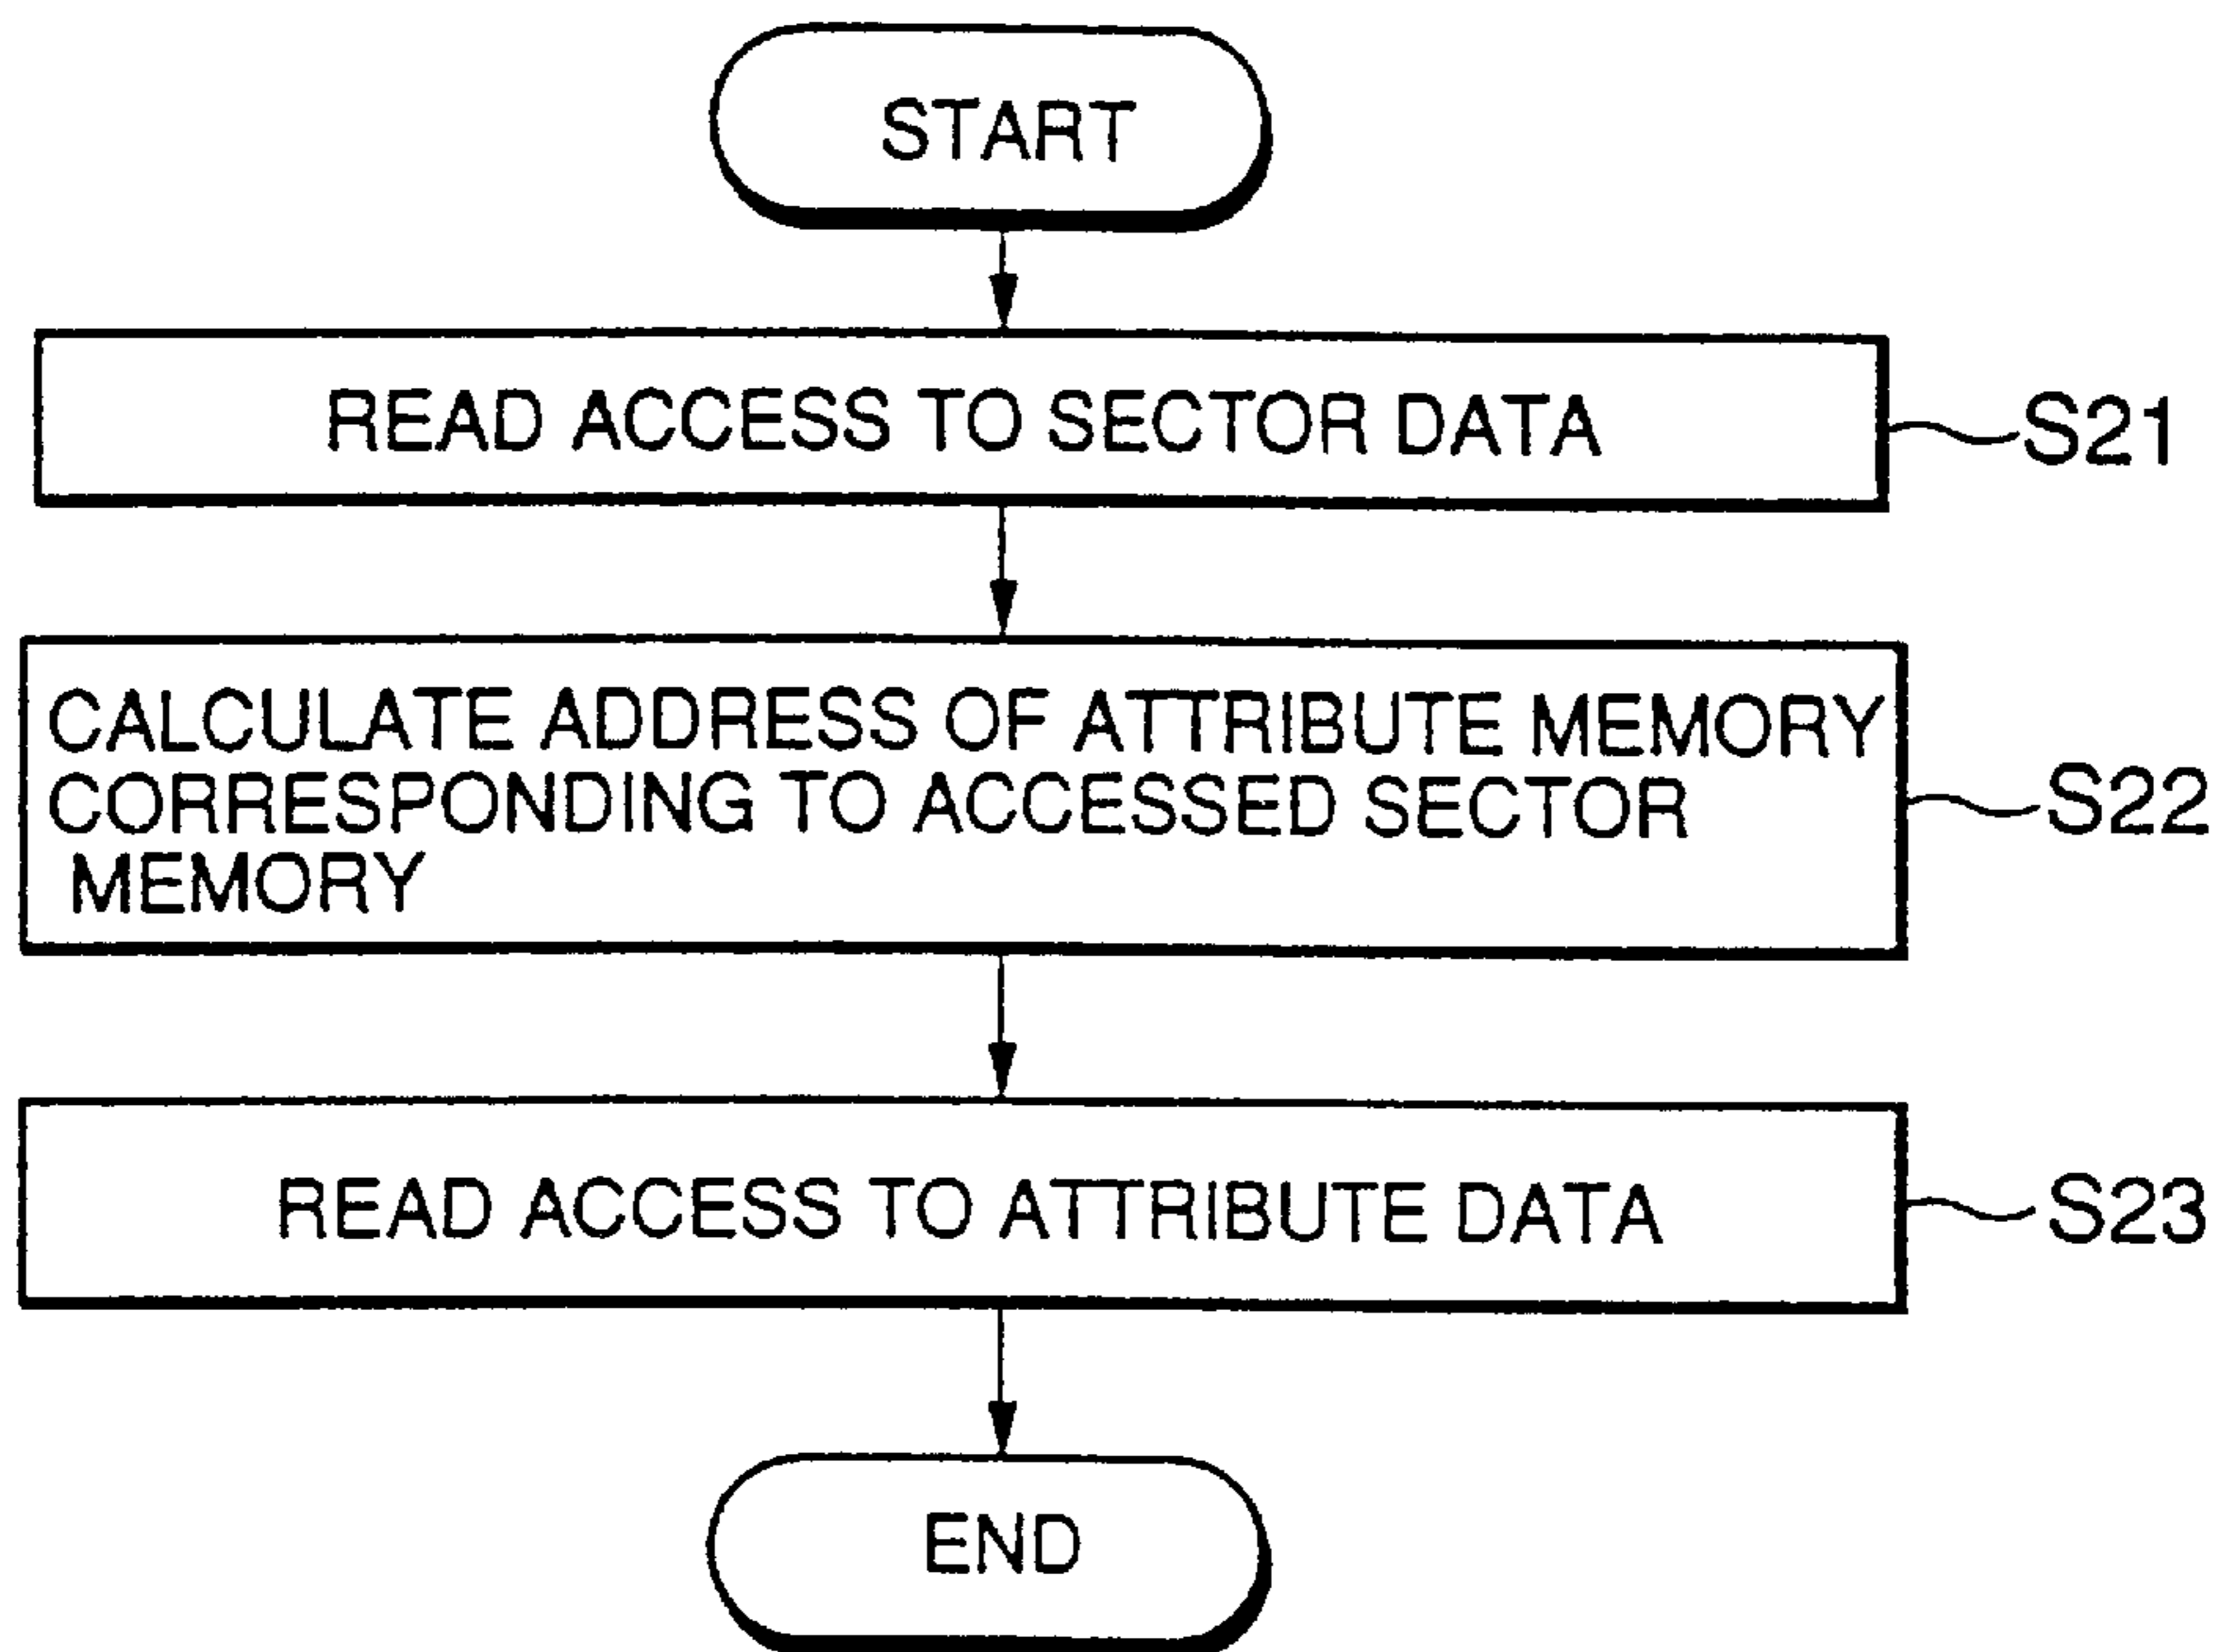 START
READ ACCESS TO SECTOR DATA
S21
CALCULATE ADDRESS OF ATTRIBUTE MEMORY
CORRESPONDING TO ACCESSED SECTOR
MEMORY
S22
READ ACCESS TO ATTRIBUTE DATA
S23
END